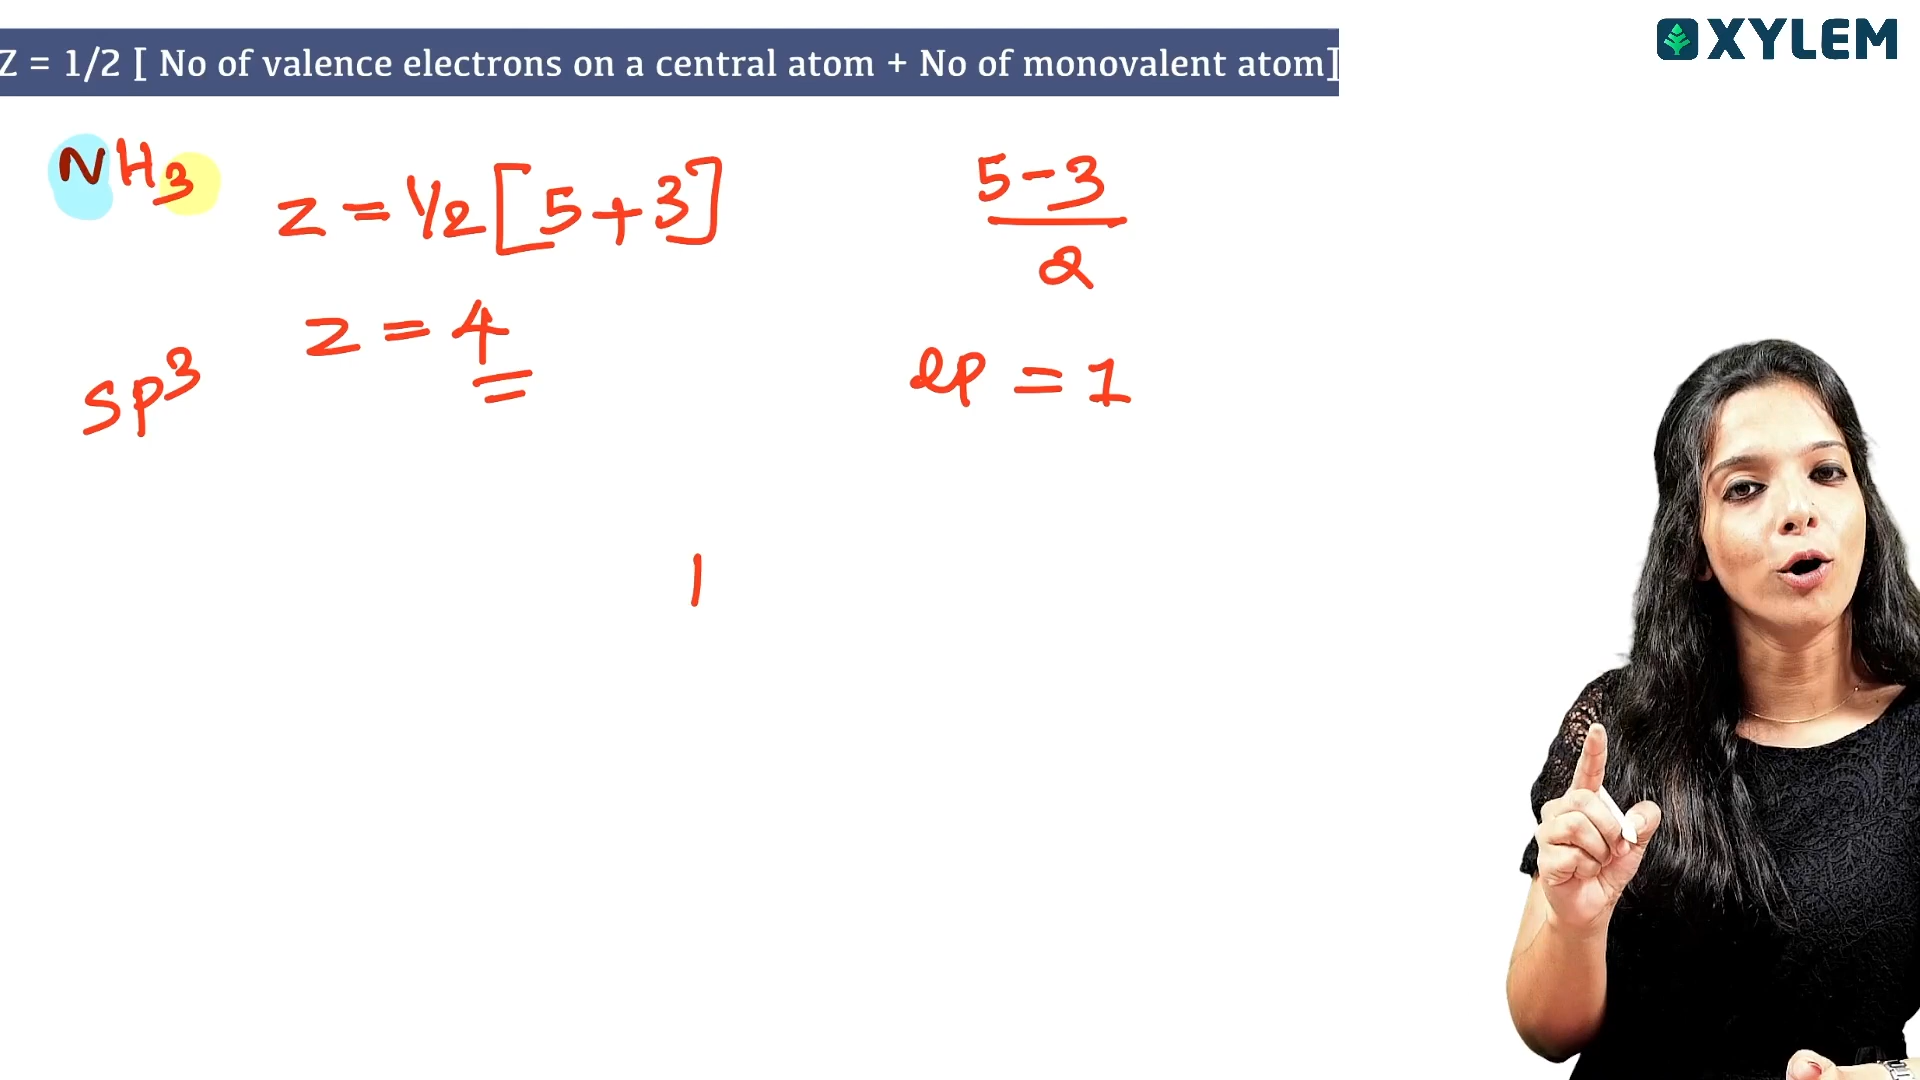 XYLEM
Z = 1/2 [ No of valence electrons on a central atom + No of monovalent atom]
NH3
z = 1/2 [5+3]
5-3
2
z = 4
lp = 1
SP3
1